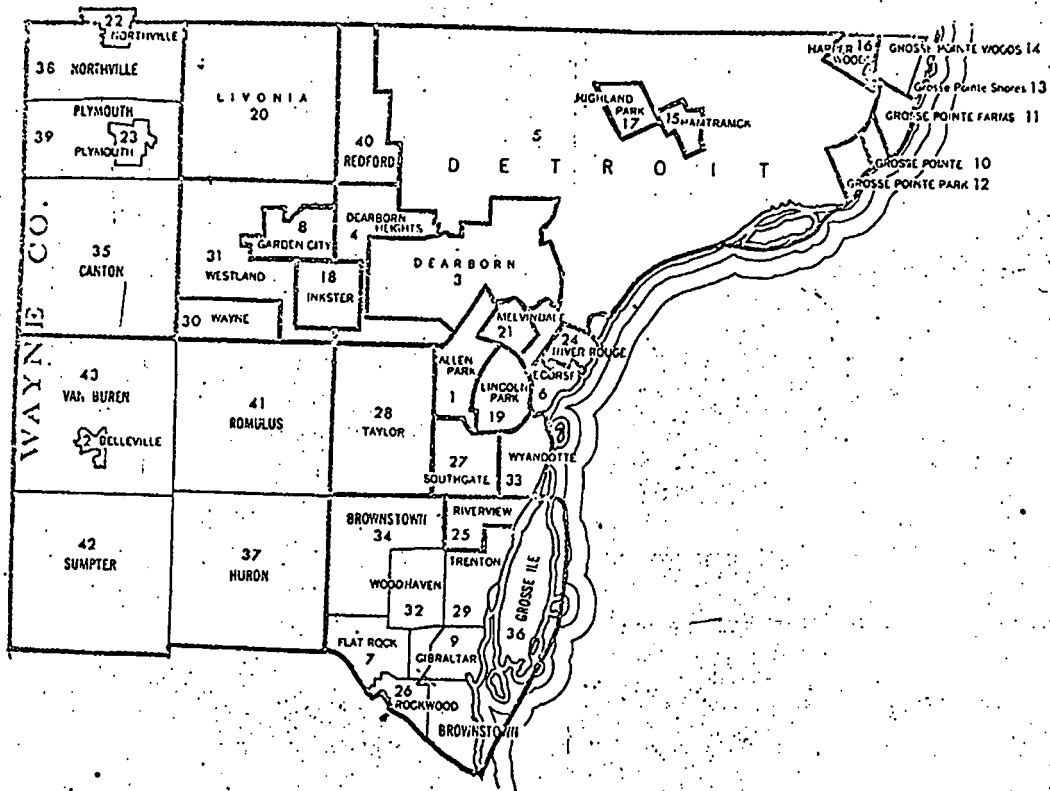 22
NORTHVILLE
38 NORTHVILLE
PLYMOUTH
39
23
PLYMOUTH
LIVONIA
20
40
REDFORD
5
DETROIT
HIGHLAND
PARK
17
15 HAMTRAMCK
HARPER 16
WOODS
GROSSE POINTE WOODS 14
Grosse Pointe Shores 13
GROSSE POINTE FARMS 11
GROSSE POINTE 10
GROSSE POINTE PARK 12
WAYNE CO.
35
CANTON
31
WESTLAND
8
GARDEN CITY
DEARBORN
HEIGHTS
4
18
INKSTER
DEARBORN
3
30 WAYNE
MELVINDALE
21
24
RIVER ROUGE
ECORSE
6
ALLEN
PARK
1
LINCOLN
PARK
19
43
VAN BUREN
2 BELLEVILLE
41
ROMULUS
28
TAYLOR
27
SOUTHGATE
WYANDOTTE
33
42
SUMPTER
37
HURON
BROWNSTOWN
34
RIVERVIEW
25
TRENTON
29
WOODHAVEN
32
GROSSE ILE
36
FLAT ROCK
7
9
GIBRALTAR
26
ROCKWOOD
BROWNSTOWN